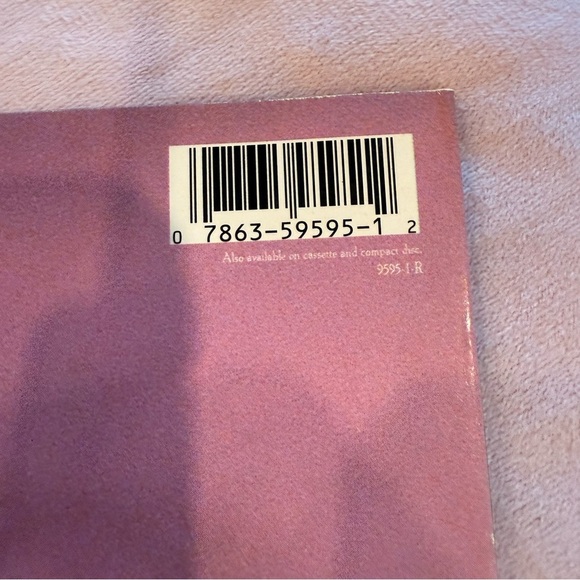 0 7863-59595-1 2
Also available on cassette and compact disc.
9595-1-R